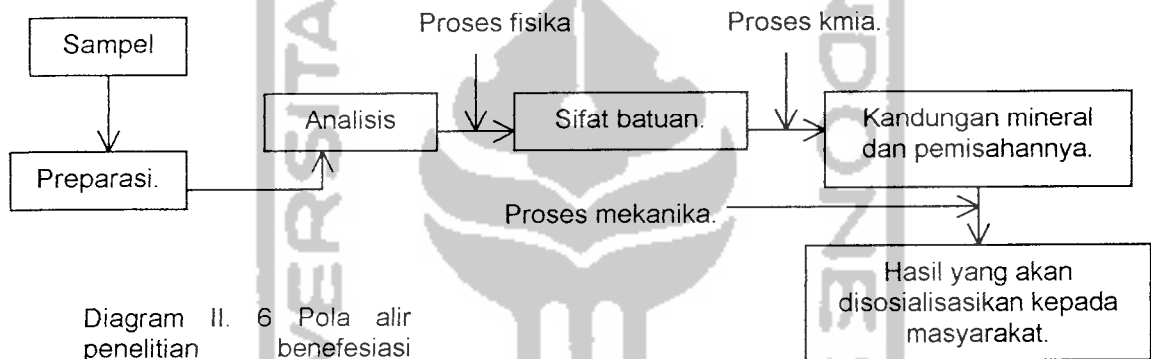 Sampel
Preparasi.
Analisis
Proses fisika
Sifat batuan.
Proses kmia.
Kandungan mineral
dan pemisahannya.
Proses mekanika.
Hasil yang akan
disosialisasikan kepada
masyarakat.
Diagram II. 6 Pola alir
penelitian benefesiasi